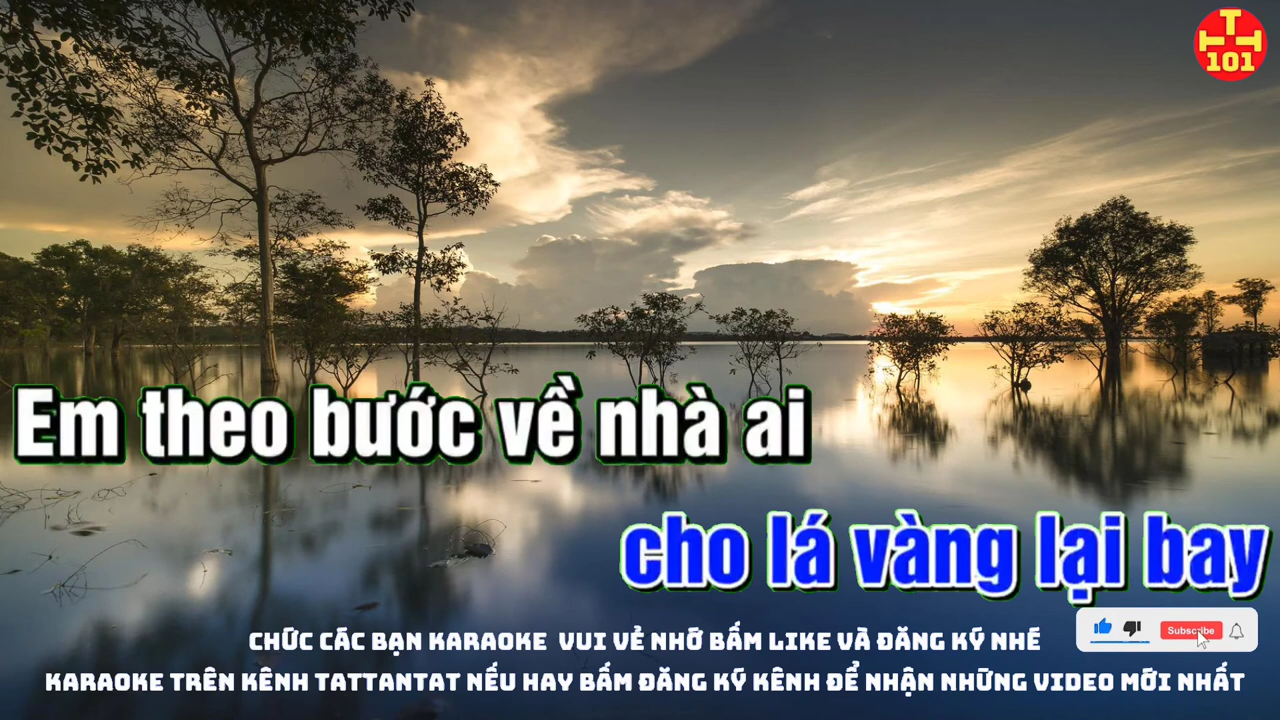 T
TH
101
Em theo bước về nhà ai
cho lá vàng lại bay
CHÚC CÁC BẠN KARAOKE VUI VẺ NHỚ BẤM LIKE VÀ ĐĂNG KÝ NHÉ
Subscribe
KARAOKE TRÊN KÊNH TATTANTAT NẾU HAY BẤM ĐĂNG KÝ KÊNH ĐỂ NHẬN NHỮNG VIDEO MỚI NHẤT